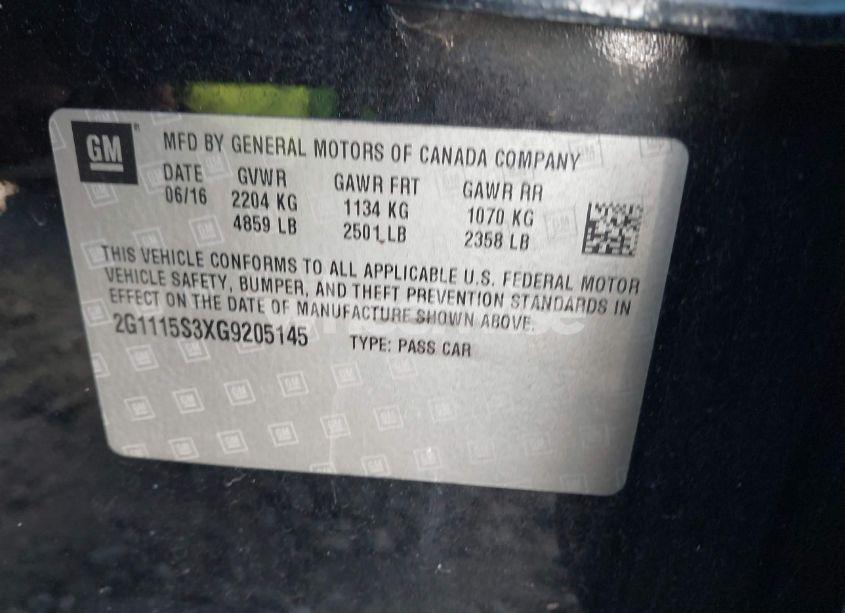 GM
MFD BY GENERAL MOTORS OF CANADA COMPANY
DATE GVWR GAWR FRT GAWR RR
06/16 2204 KG 1134 KG 1070 KG
4859 LB 2501 LB 2358 LB
THIS VEHICLE CONFORMS TO ALL APPLICABLE U.S. FEDERAL MOTOR
VEHICLE SAFETY, BUMPER, AND THEFT PREVENTION STANDARDS IN
EFFECT ON THE DATE OF MANUFACTURE SHOWN ABOVE.
2G1115S3XG9205145 TYPE: PASS CAR